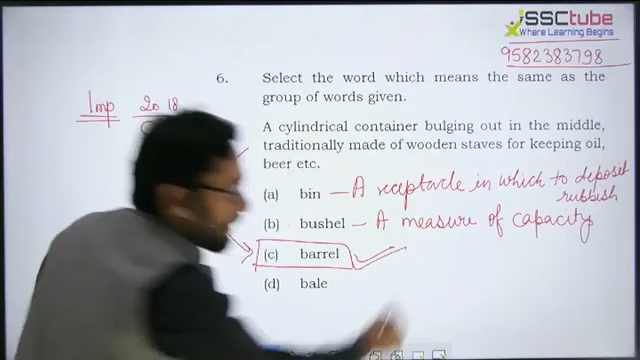 SSCtube
Where Learning Begins
9582383798
6. Select the word which means the same as the
group of words given.
Imp 2018
A cylindrical container bulging out in the middle,
traditionally made of wooden staves for keeping oil,
beer etc.
(a) bin – A receptacle in which to deposit
rubbish
(b) bushel – A measure of capacity
(c) barrel
(d) bale